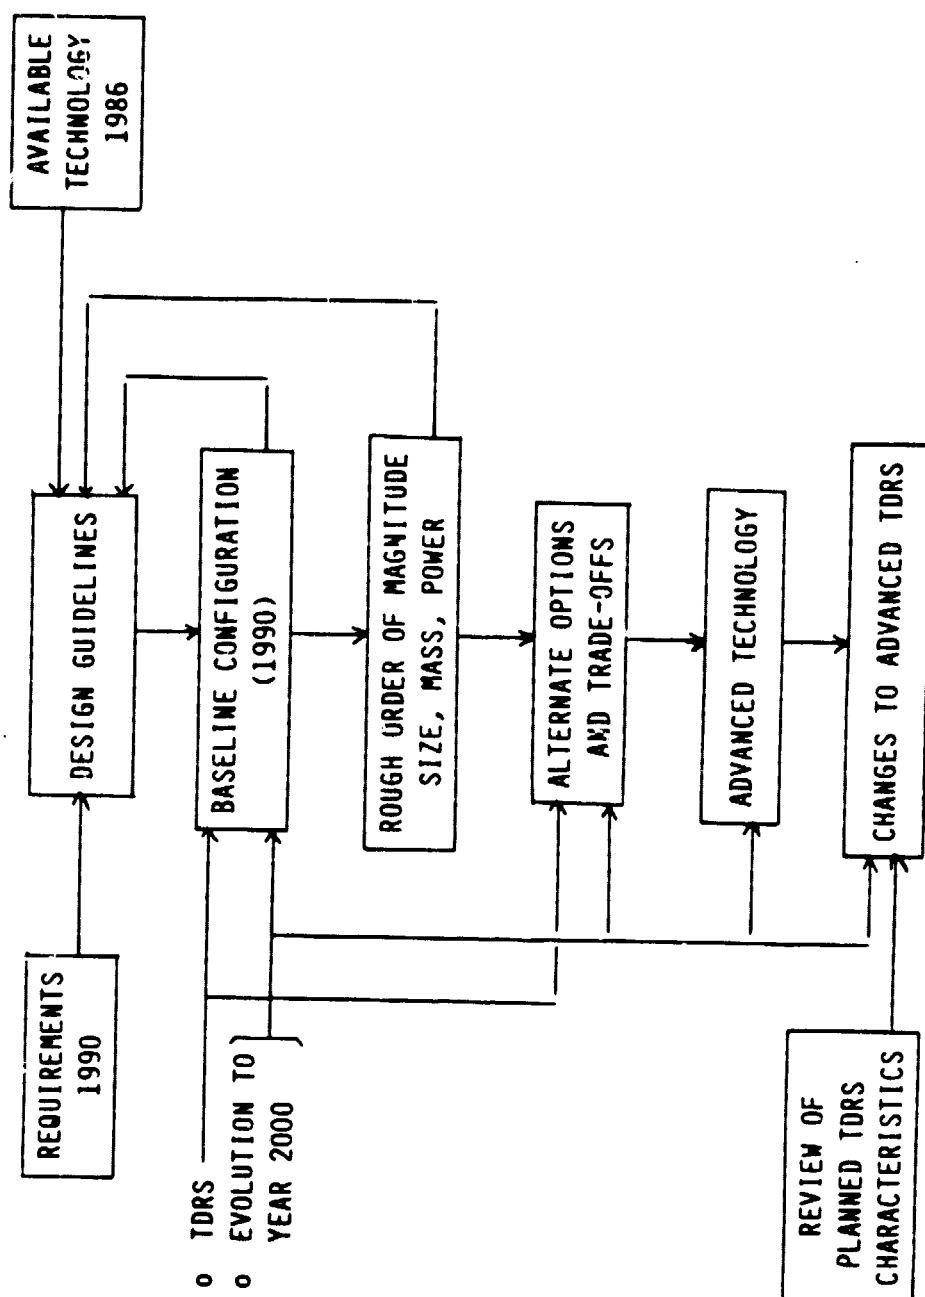 REQUIREMENTS
1990
AVAILABLE
TECHNOLOGY
1986
DESIGN GUIDELINES
o TDRS
o EVOLUTION TO
YEAR 2000
BASELINE CONFIGURATION
(1990)
ROUGH ORDER OF MAGNITUDE
SIZE, MASS, POWER
ALTERNATE OPTIONS
AND TRADE-OFFS
ADVANCED TECHNOLOGY
REVIEW OF
PLANNED TDRS
CHARACTERISTICS
CHANGES TO ADVANCED TDRS